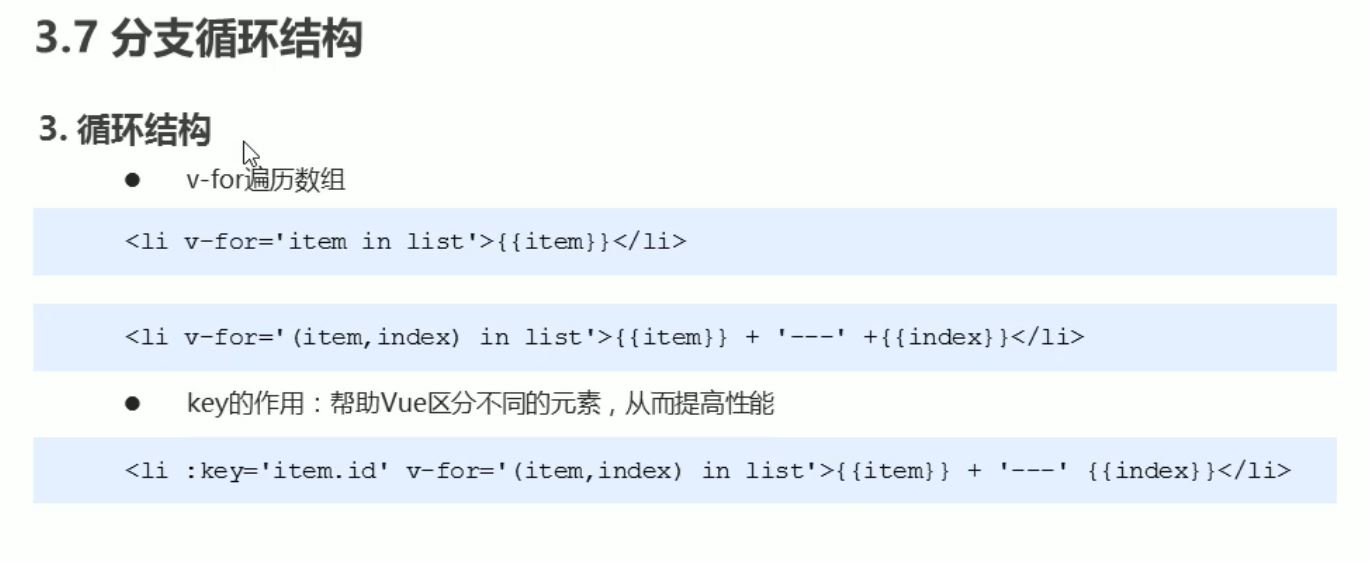 3.7 分支循环结构
3. 循环结构
● v-for遍历数组
<li v-for='item in list'>{{item}}</li>
<li v-for='(item,index) in list'>{{item}} + '---' +{{index}}</li>
● key的作用：帮助Vue区分不同的元素，从而提高性能
<li :key='item.id' v-for='(item,index) in list'>{{item}} + '---' {{index}}</li>